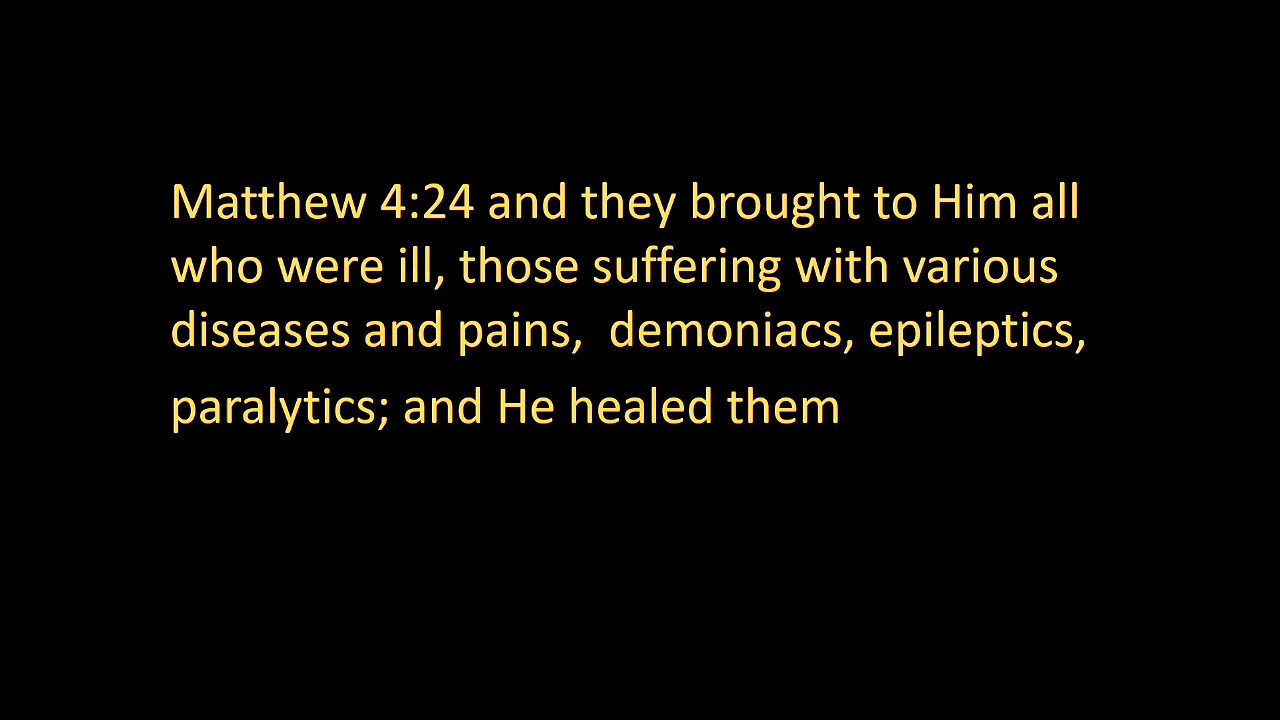 Matthew 4:24 and they brought to Him all
who were ill, those suffering with various
diseases and pains,  demoniacs, epileptics,
paralytics; and He healed them